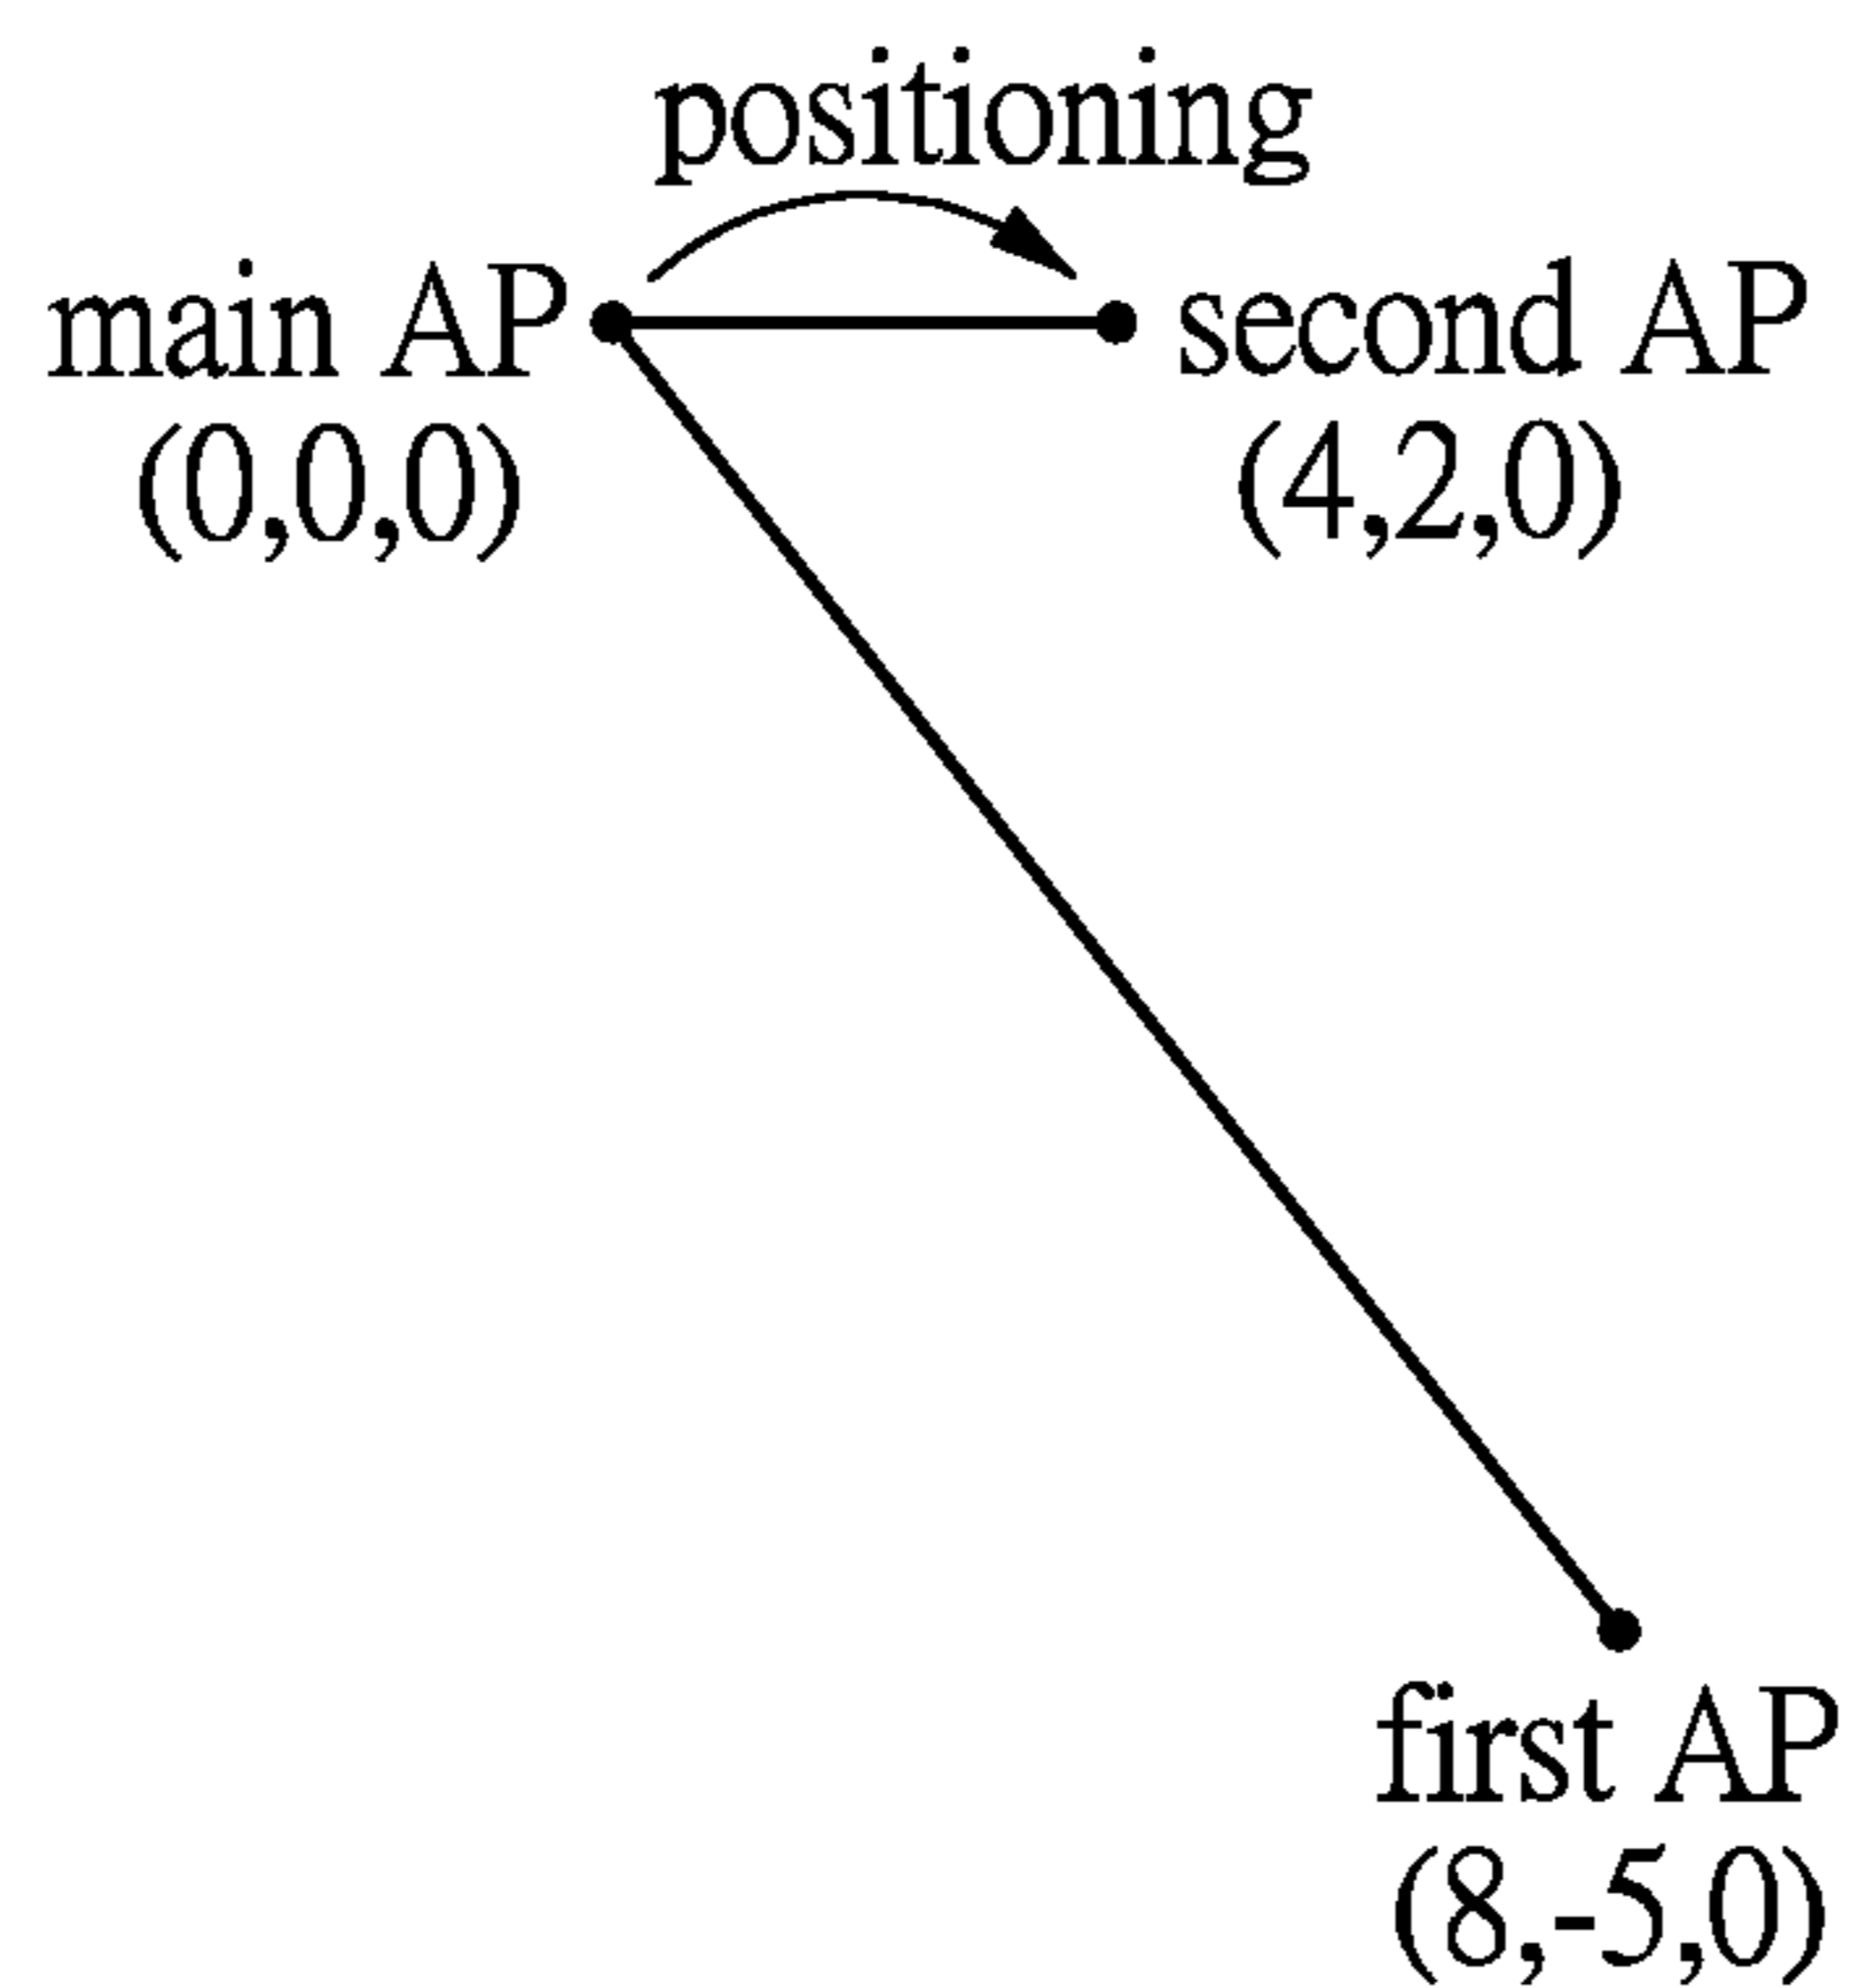 positioning
main AP
(0,0,0)
second AP
(4,2,0)
first AP
(8,-5,0)